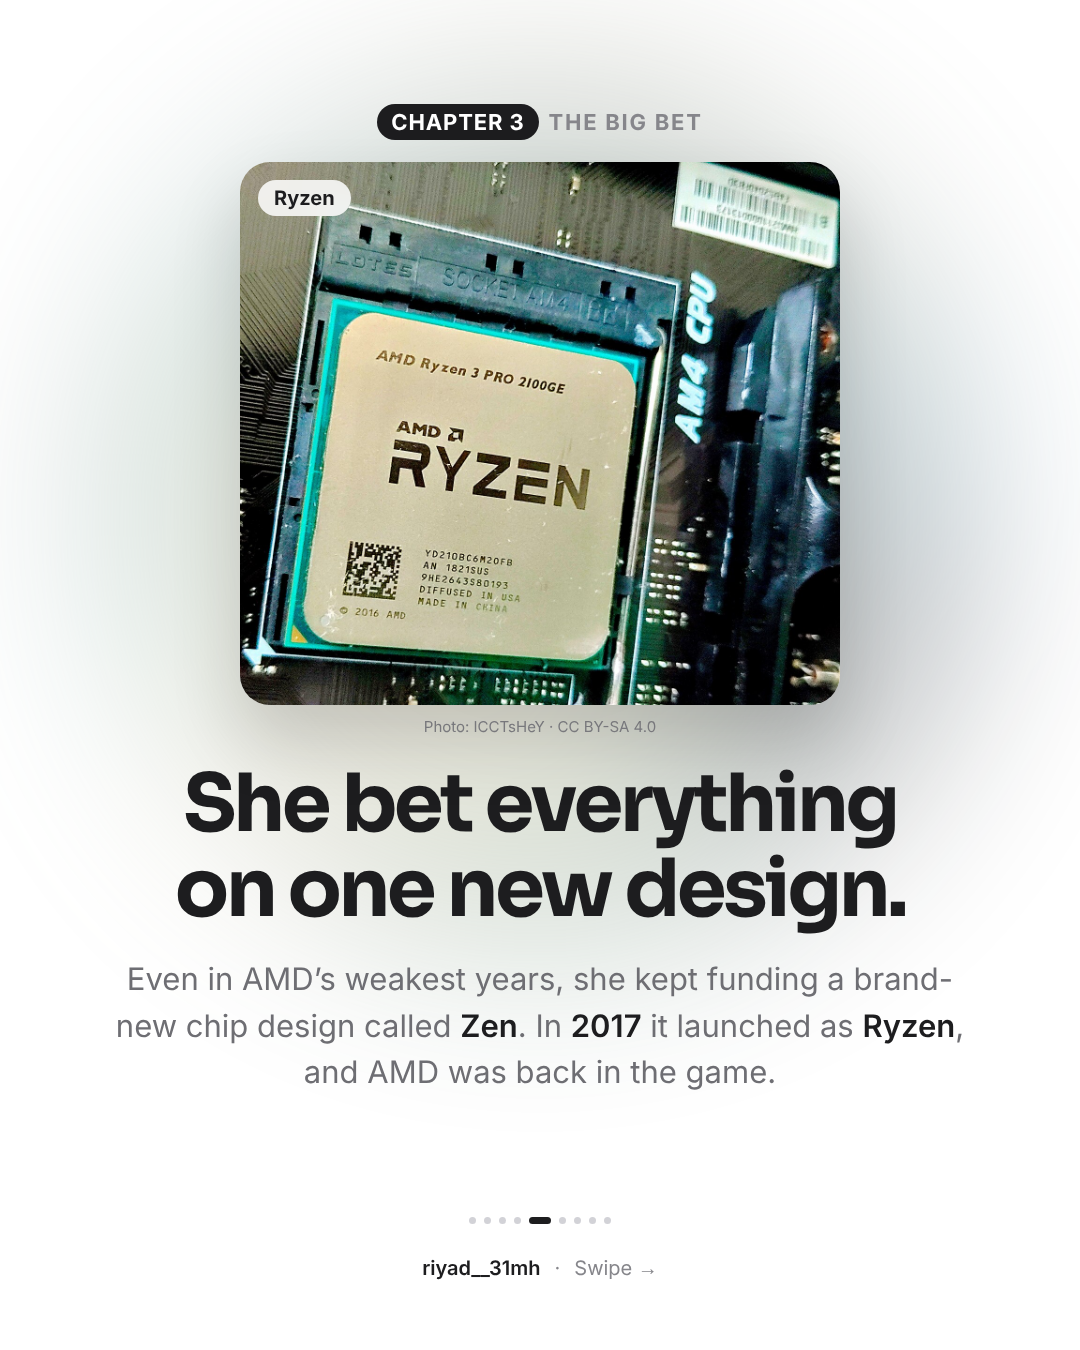 CHAPTER 3 THE BIG BET
Ryzen
LOTES
SOCKET AM4
AM4 CPU
AMD Ryzen 3 PRO 2100GE
AMD
RYZEN
YD210BC6M2OFB
AN 1821SUS
9HE2643S80193
DIFFUSED IN USA
MADE IN CHINA
© 2016 AMD
Photo: ICCTsHeY · CC BY-SA 4.0
She bet everything
on one new design.
Even in AMD’s weakest years, she kept funding a brand-
new chip design called Zen. In 2017 it launched as Ryzen,
and AMD was back in the game.
riyad__31mh · Swipe →